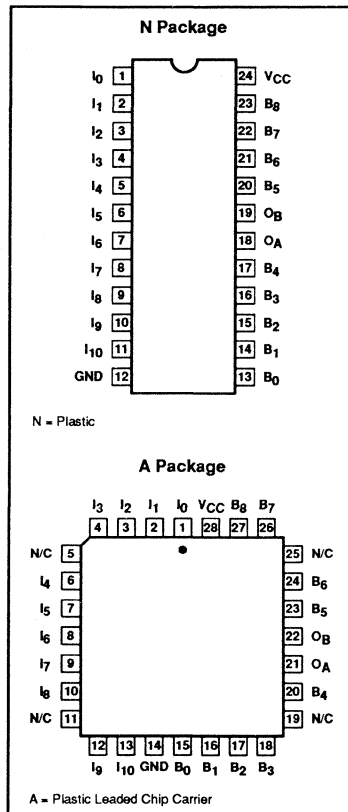 N Package
I0 1 24 VCC
I1 2 23 B8
I2 3 22 B7
I3 4 21 B6
I4 5 20 B5
I5 6 19 OB
I6 7 18 OA
I7 8 17 B4
I8 9 16 B3
I9 10 15 B2
I10 11 14 B1
GND 12 13 B0
N = Plastic
A Package
I3 I2 I1 I0 VCC B8 B7
4 3 2 1 28 27 26
N/C 5 25 N/C
I4 6 24 B6
I5 7 23 B5
I6 8 22 OB
I7 9 21 OA
I8 10 20 B4
N/C 11 19 N/C
12 13 14 15 16 17 18
I9 I10 GND B0 B1 B2 B3
A = Plastic Leaded Chip Carrier